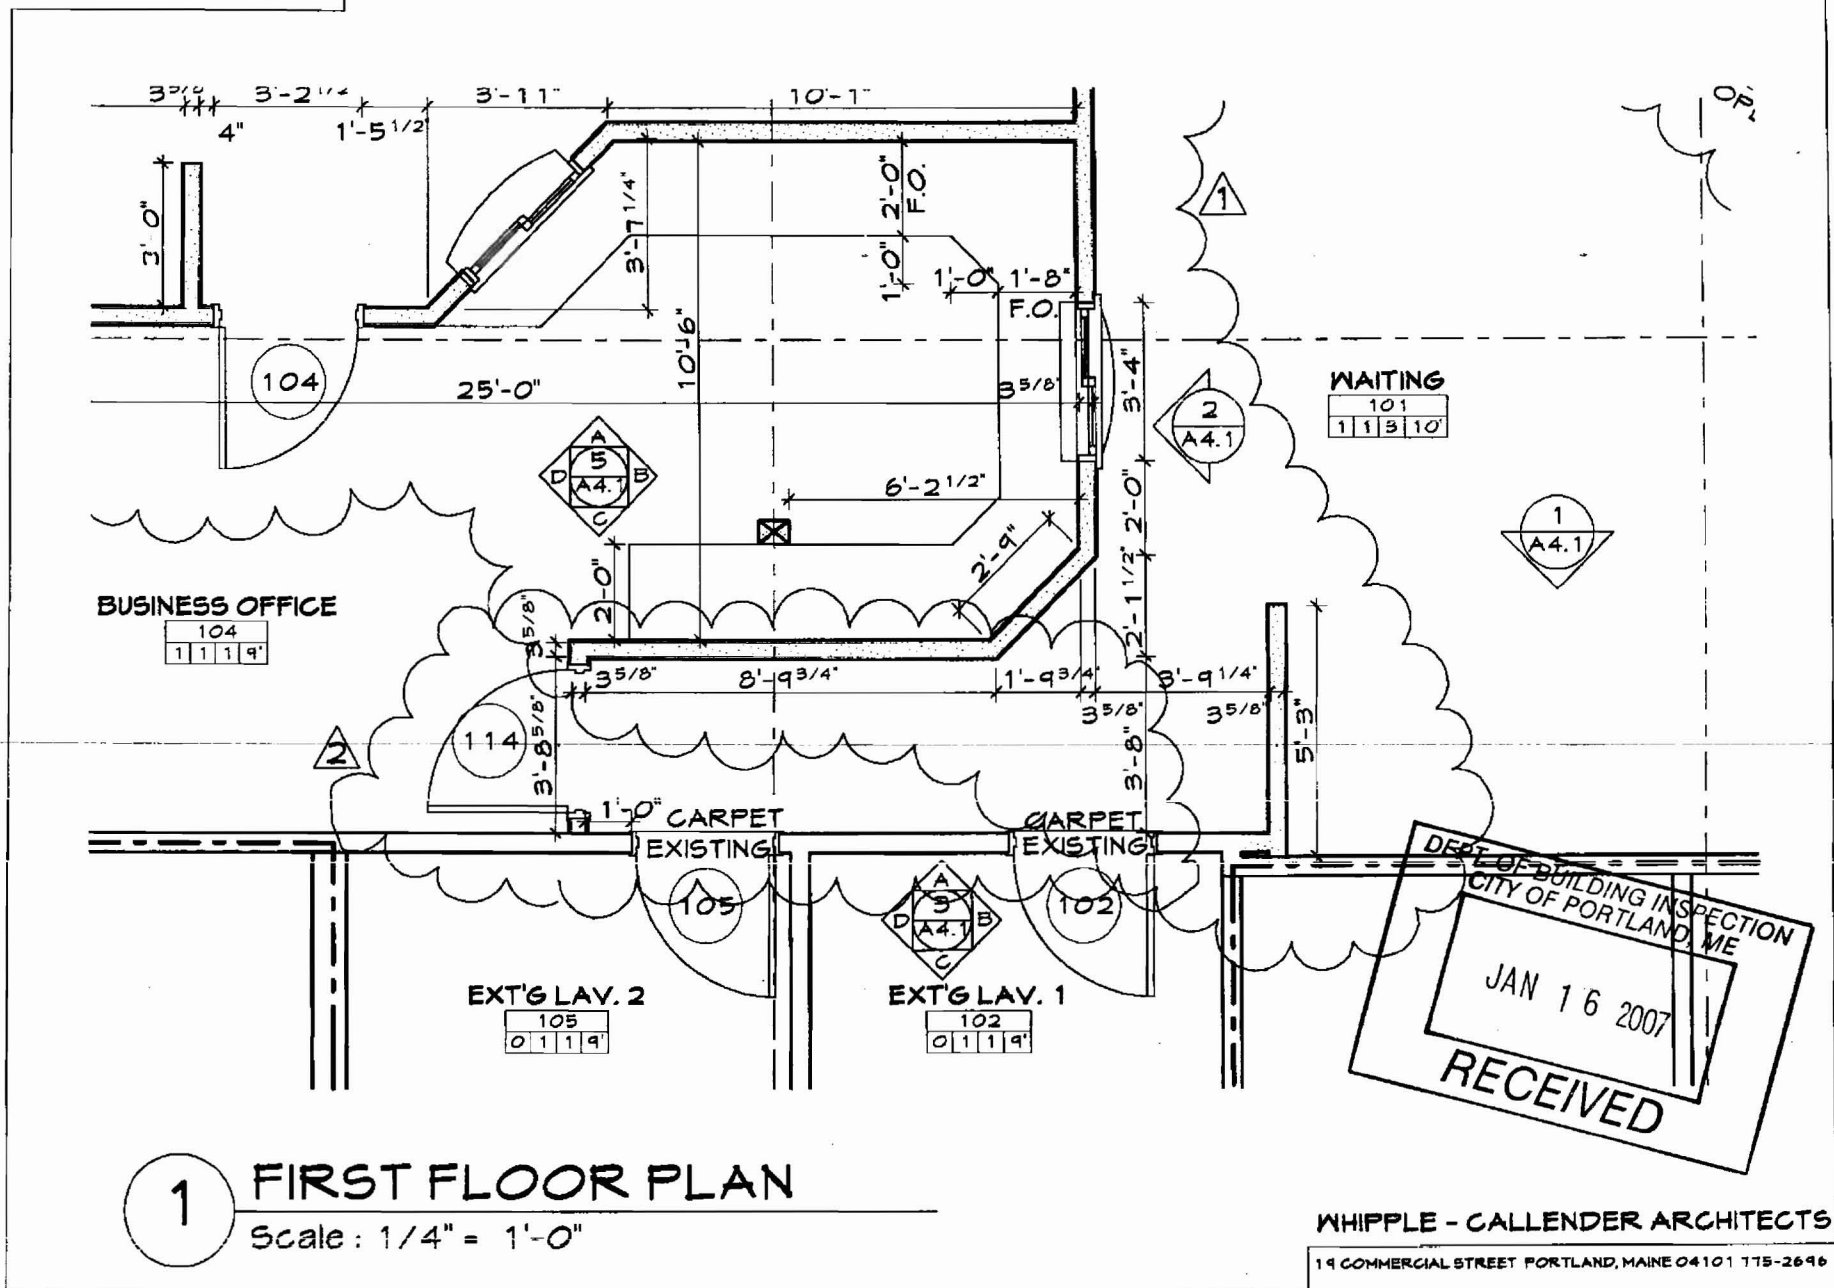 3'-2 1/2
3'-11"
10'-1"
4"
1'-5 1/2"
3'-0"
3'-7 1/4"
2'-0"
F.O.
1'-0"
1'-0"
1'-8"
F.O.
1
104
25'-0"
10'-6"
3 5/8"
3'-4"
2
A4.1
WAITING
101
1 1 3 10'
A
5
D B
A4.1
C
6'-2 1/2"
2'-0"
2'-9"
1
A4.1
BUSINESS OFFICE
104
1 1 1 9'
2'-0"
3 5/8"
2'-1 1/2"
3 5/8"
8'-9 3/4"
1'-9 3/4"
3'-9 1/4"
3 5/8"
3 5/8"
2
114
3'-8 5/8"
3'-8"
5'-3"
1'-0"
CARPET
EXISTING
CARPET
EXISTING
105
A
3
D B
A4.1
C
102
EXT'G LAV. 2
105
0 1 1 9'
EXT'G LAV. 1
102
0 1 1 9'
DEPT. OF BUILDING INSPECTION
CITY OF PORTLAND, ME
JAN 16 2007
RECEIVED
1
FIRST FLOOR PLAN
Scale : 1/4" = 1'-0"
WHIPPLE - CALLENDER ARCHITECTS
19 COMMERCIAL STREET PORTLAND, MAINE 04101 775-2696